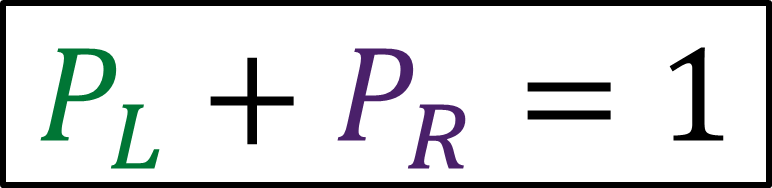 P_L + P_R = 1